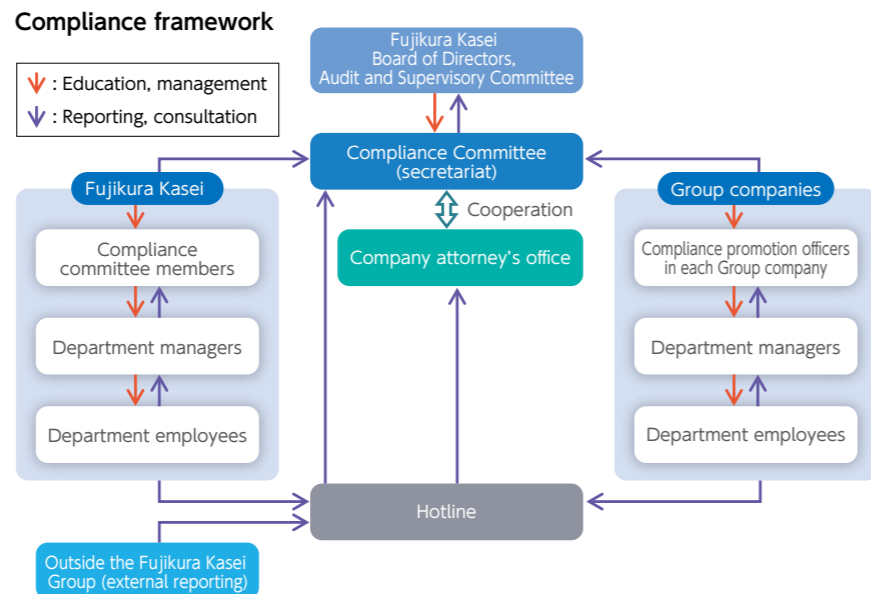 Compliance framework
: Education, management
: Reporting, consultation
Fujikura Kasei
Board of Directors,
Audit and Supervisory Committee
Compliance Committee
(secretariat)
Cooperation
Company attorney's office
Fujikura Kasei
Compliance
committee members
Department managers
Department employees
Group companies
Compliance promotion officers
in each Group company
Department managers
Department employees
Hotline
Outside the Fujikura Kasei
Group (external reporting)